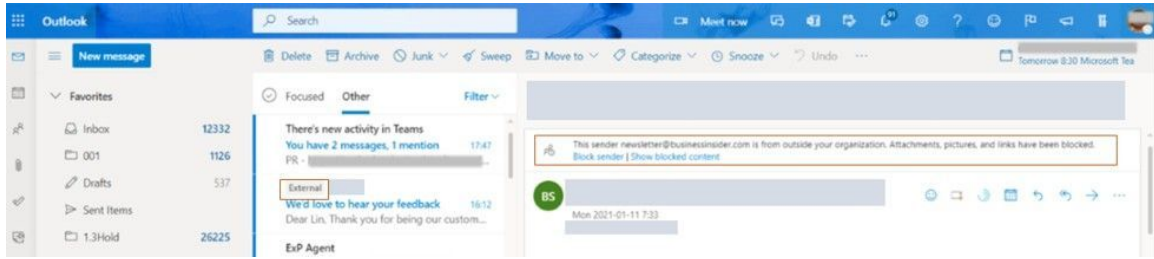 Outlook
Search
Meet now
91
New message
Delete
Archive
Junk
Sweep
Move to
Categorize
Snooze
Undo
Tomorrow 8:30 Microsoft Tea
Favorites
Inbox 12332
001 1126
Drafts 537
Sent Items
1.3Hold 26225
Focused
Other
Filter
There's new activity in Teams
You have 2 messages, 1 mention 17:47
PR -
External
We'd love to hear your feedback 16:12
Dear Lin, Thank you for being our custom...
ExP Agent
This sender newsletter@businessinsider.com is from outside your organization. Attachments, pictures, and links have been blocked.
Block sender | Show blocked content
BS
Mon 2021-01-11 7:33